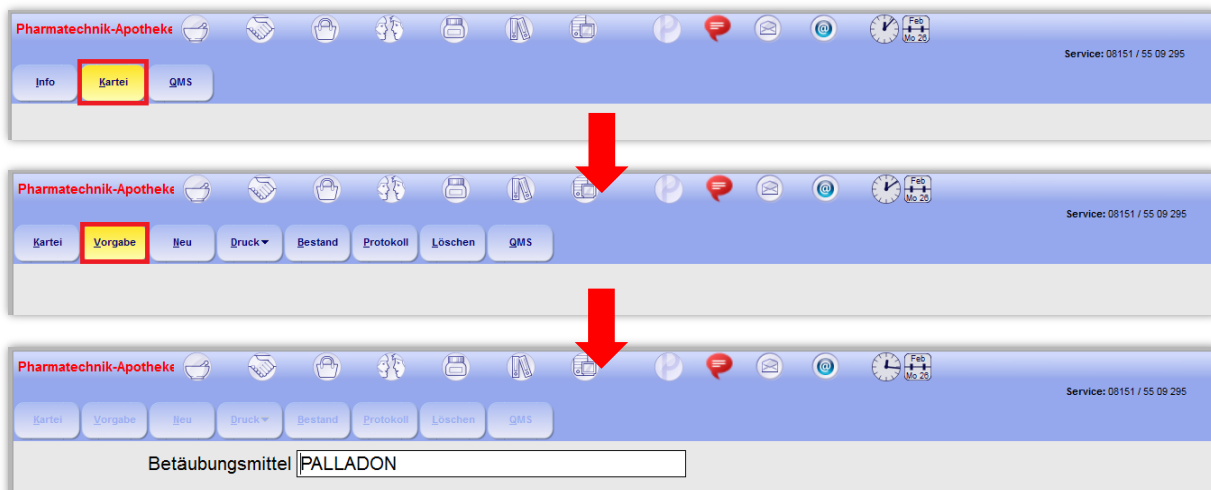 Pharmatechnik-Apotheke
Feb
Mo 26
Service: 08151 / 55 09 295
Info Kartei QMS
Pharmatechnik-Apotheke
Feb
Mo 26
Service: 08151 / 55 09 295
Kartei Vorgabe Neu Druck Bestand Protokoll Löschen QMS
Pharmatechnik-Apotheke
Feb
Mo 26
Service: 08151 / 55 09 295
Kartei Vorgabe Neu Druck Bestand Protokoll Löschen QMS
Betäubungsmittel PALLADON